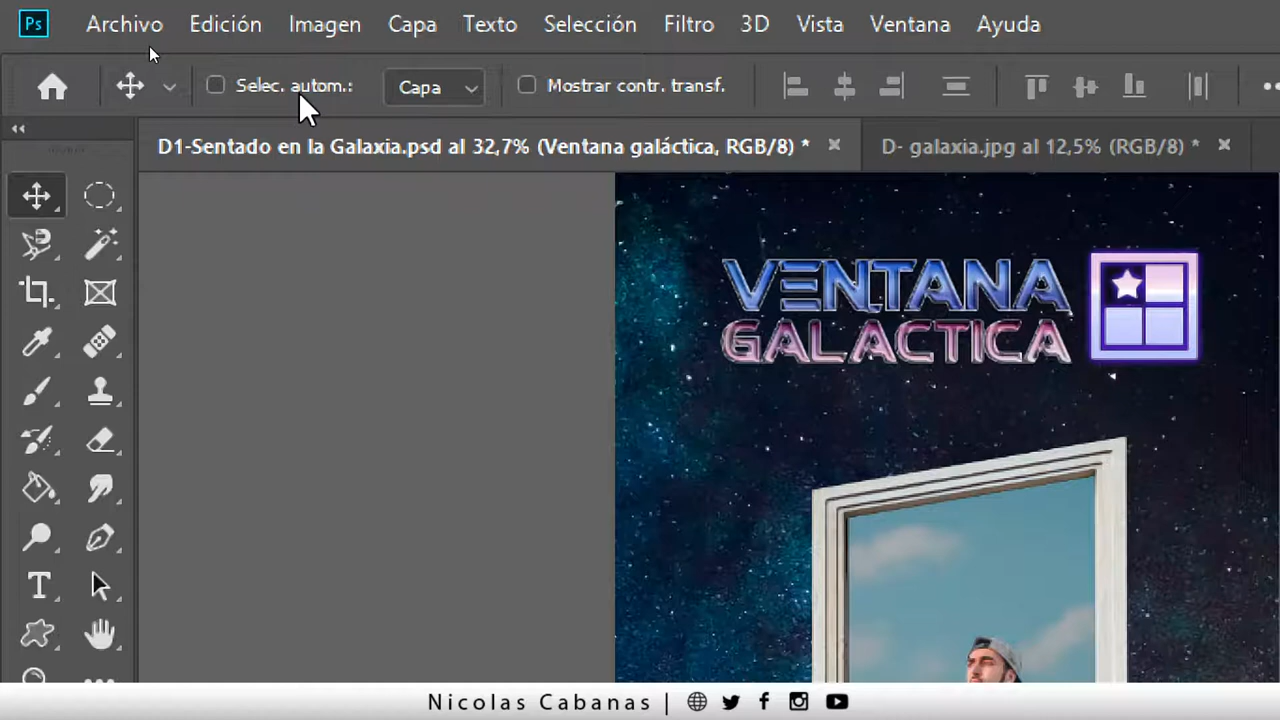 Ps Archivo Edición Imagen Capa Texto Selección Filtro 3D Vista Ventana Ayuda
Selec. autom.: Capa Mostrar contr. transf.
D1-Sentado en la Galaxia.psd al 32,7% (Ventana galáctica, RGB/8) * D- galaxia.jpg al 12,5% (RGB/8) *
VENTANA
GALACTICA
Nicolas Cabanas |